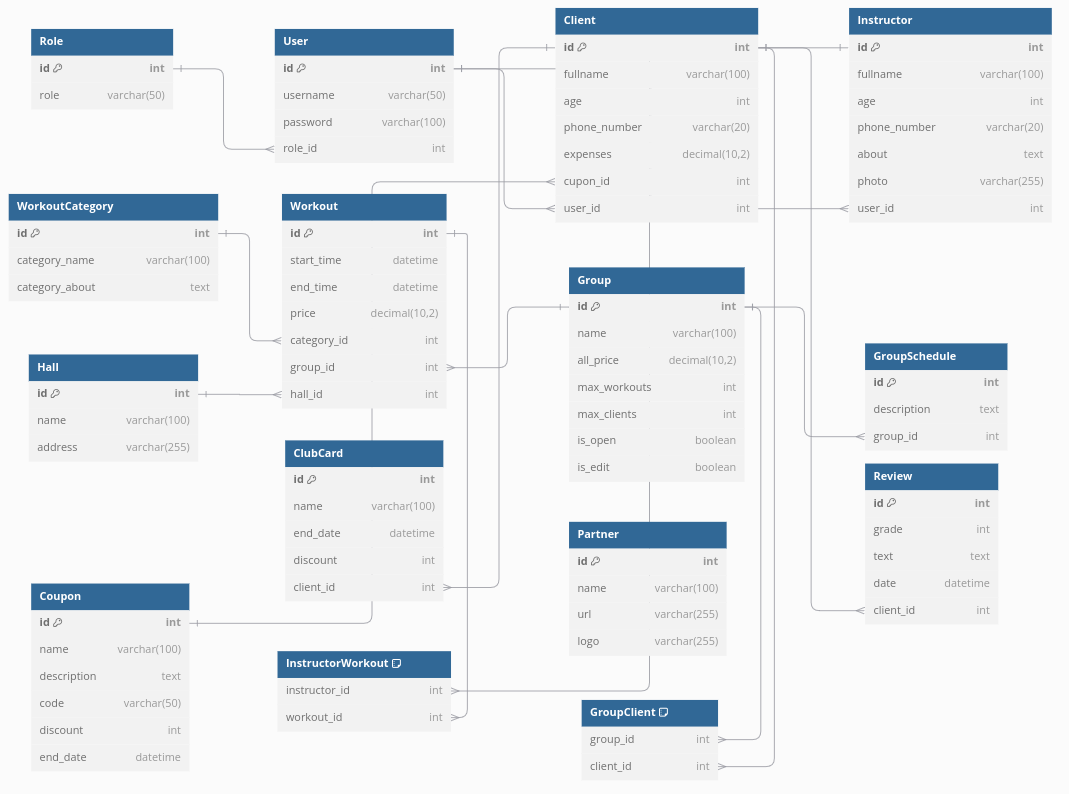 Role
id int
role varchar(50)
User
id int
username varchar(50)
password varchar(100)
role_id int
Client
id int
fullname varchar(100)
age int
phone_number varchar(20)
expenses decimal(10,2)
cupon_id int
user_id int
Instructor
id int
fullname varchar(100)
age int
phone_number varchar(20)
about text
photo varchar(255)
user_id int
WorkoutCategory
id int
category_name varchar(100)
category_about text
Workout
id int
start_time datetime
end_time datetime
price decimal(10,2)
category_id int
group_id int
hall_id int
Group
id int
name varchar(100)
all_price decimal(10,2)
max_workouts int
max_clients int
is_open boolean
is_edit boolean
GroupSchedule
id int
description text
group_id int
Hall
id int
name varchar(100)
address varchar(255)
ClubCard
id int
name varchar(100)
end_date datetime
discount int
client_id int
Review
id int
grade int
text text
date datetime
client_id int
Partner
id int
name varchar(100)
url varchar(255)
logo varchar(255)
Coupon
id int
name varchar(100)
description text
code varchar(50)
discount int
end_date datetime
InstructorWorkout
instructor_id int
workout_id int
GroupClient
group_id int
client_id int